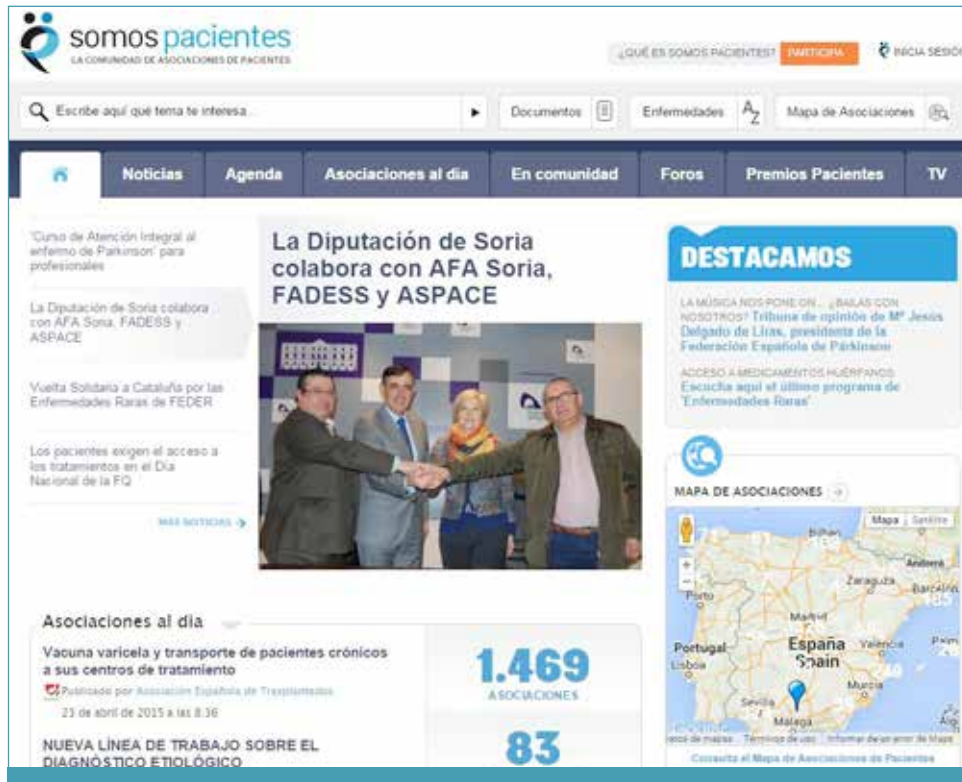 somos pacientes
LA COMUNIDAD DE ASOCIACIONES DE PACIENTES
¿QUÉ ES SOMOS PACIENTES?
PARTICIPA
INICIA SESIÓN
Escribe aquí qué tema te interesa...
Documentos
Enfermedades
AZ
Mapa de Asociaciones
Noticias
Agenda
Asociaciones al día
En comunidad
Foros
Premios Pacientes
TV
'Curso de Atención Integral al
enfermo de Parkinson' para
profesionales
La Diputación de Soria colabora
con AFA Soria, FADESS y
ASPACE
Vuelta Solidaria a Cataluña por las
Enfermedades Raras de FEDER
Los pacientes exigen el acceso a
los tratamientos en el Día
Nacional de la FQ
MÁS NOTICIAS
La Diputación de Soria
colabora con AFA Soria,
FADESS y ASPACE
DESTACAMOS
LA MÚSICA NOS PONE ON... ¿BAILAS CON
NOSOTROS? Tribuna de opinión de Mª Jesús
Delgado de Liras, presidenta de la
Federación Española de Párkinson
ACCESO A MEDICAMENTOS HUÉRFANOS
Escucha aquí el último programa de
'Enfermedades Raras'
MAPA DE ASOCIACIONES
Mapa
Satélite
Bilbao
Andorra
Zaragoza
Barcelona
Porto
Madrid
Portugal
España
Valencia
Palm
Lisboa
Spain
Murcia
Sevilla
Málaga
Alg
Términos de uso
Informar de un error de Maps
Consulta el Mapa de Asociaciones de Pacientes
Asociaciones al día
Vacuna varicela y transporte de pacientes crónicos
a sus centros de tratamiento
Publicado por Asociación Española de Trasplantados
23 de abril de 2015 a las 8:36
NUEVA LÍNEA DE TRABAJO SOBRE EL
DIAGNÓSTICO ETIOLÓGICO
1.469
ASOCIACIONES
83